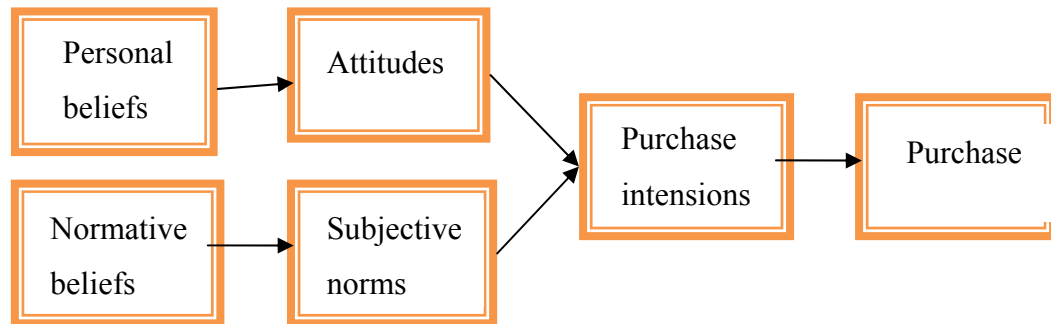 Personal
beliefs
Attitudes
Normative
beliefs
Subjective
norms
Purchase
intensions
Purchase